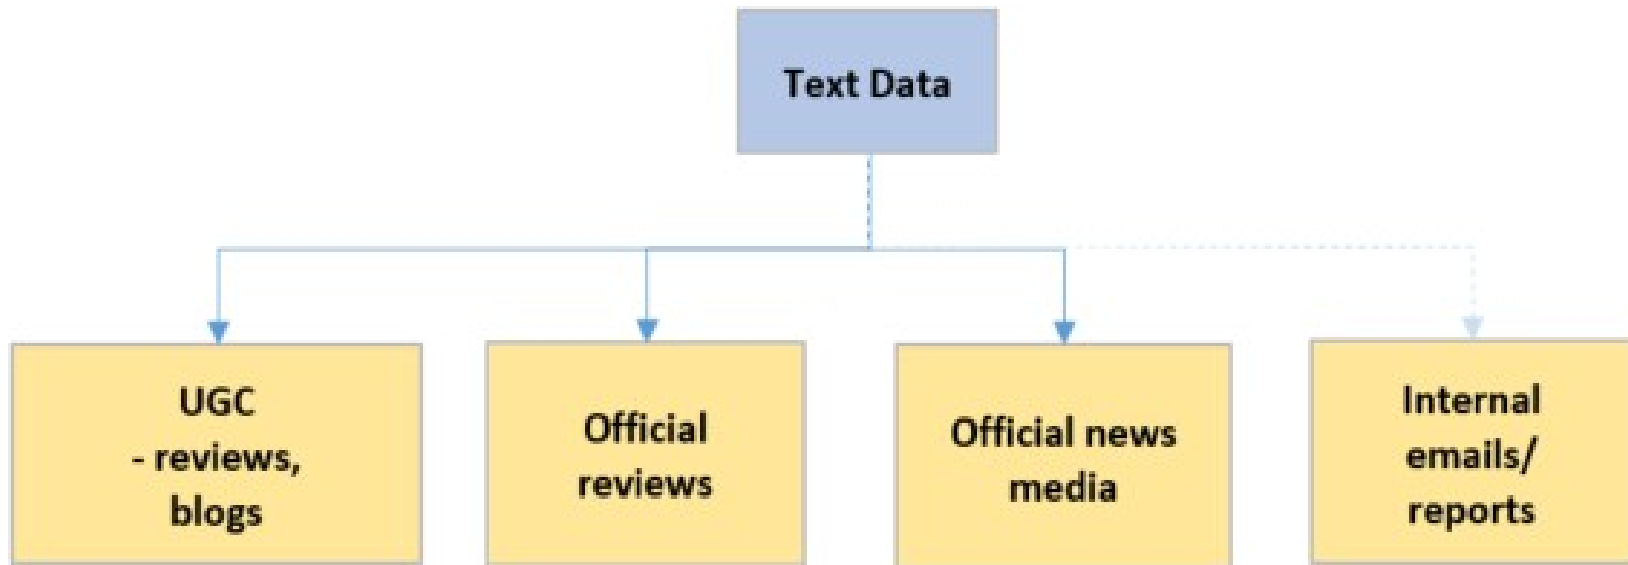 Text Data
UGC
- reviews,
blogs
Official
reviews
Official news
media
Internal
emails/
reports